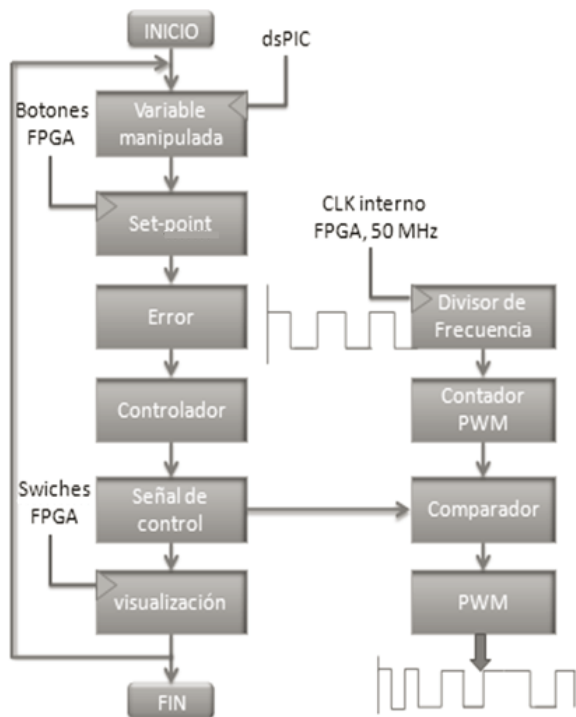 INICIO
dsPIC
Variable
manipulada
Botones
FPGA
Set-point
CLK interno
FPGA, 50 MHz
Error
Divisor de
Frecuencia
Controlador
Contador
PWM
Swiches
FPGA
Señal de
control
Comparador
visualización
PWM
FIN